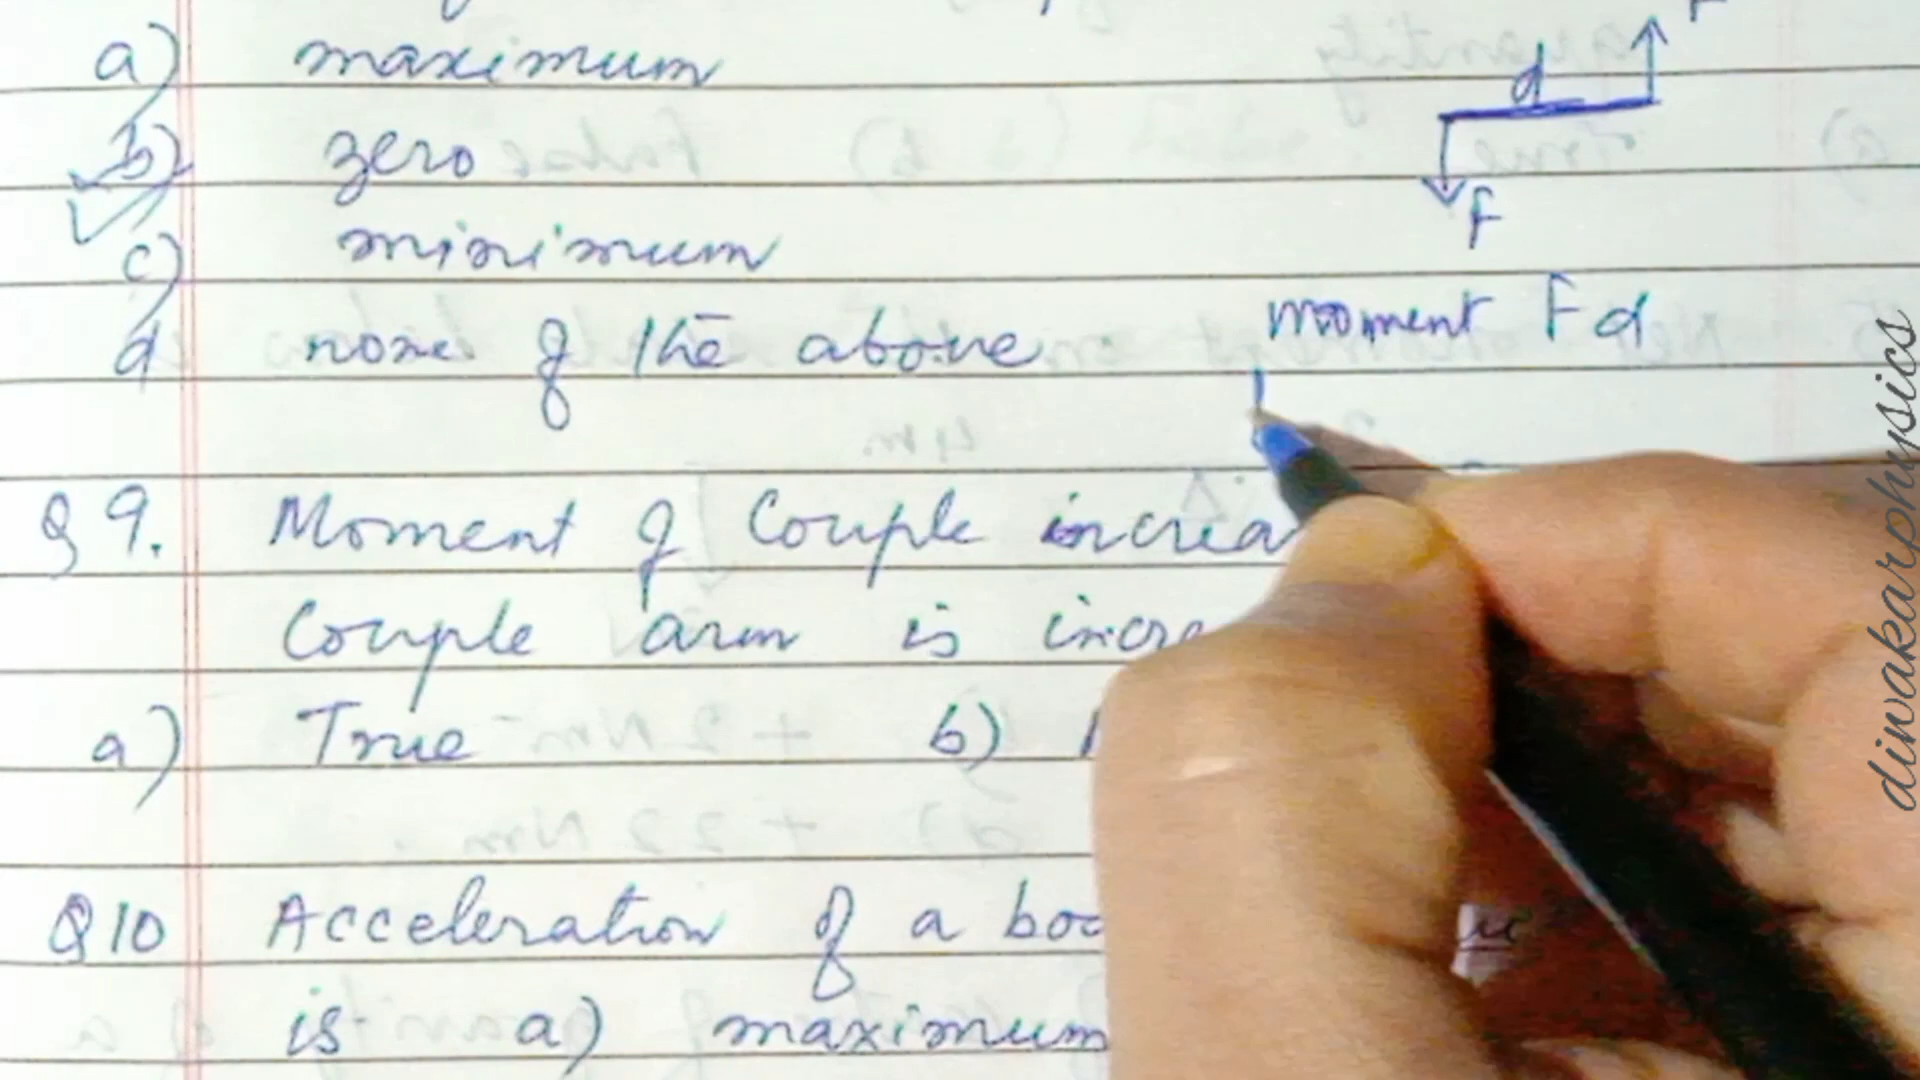 a) maximum
d
b) zero
F
c) minimum
d none of the above
moment Fd
Q9. Moment of Couple increa
Couple arm is incre
a) True b)
Q10 Acceleration of a bo
is a) maximum
diwakarphysics